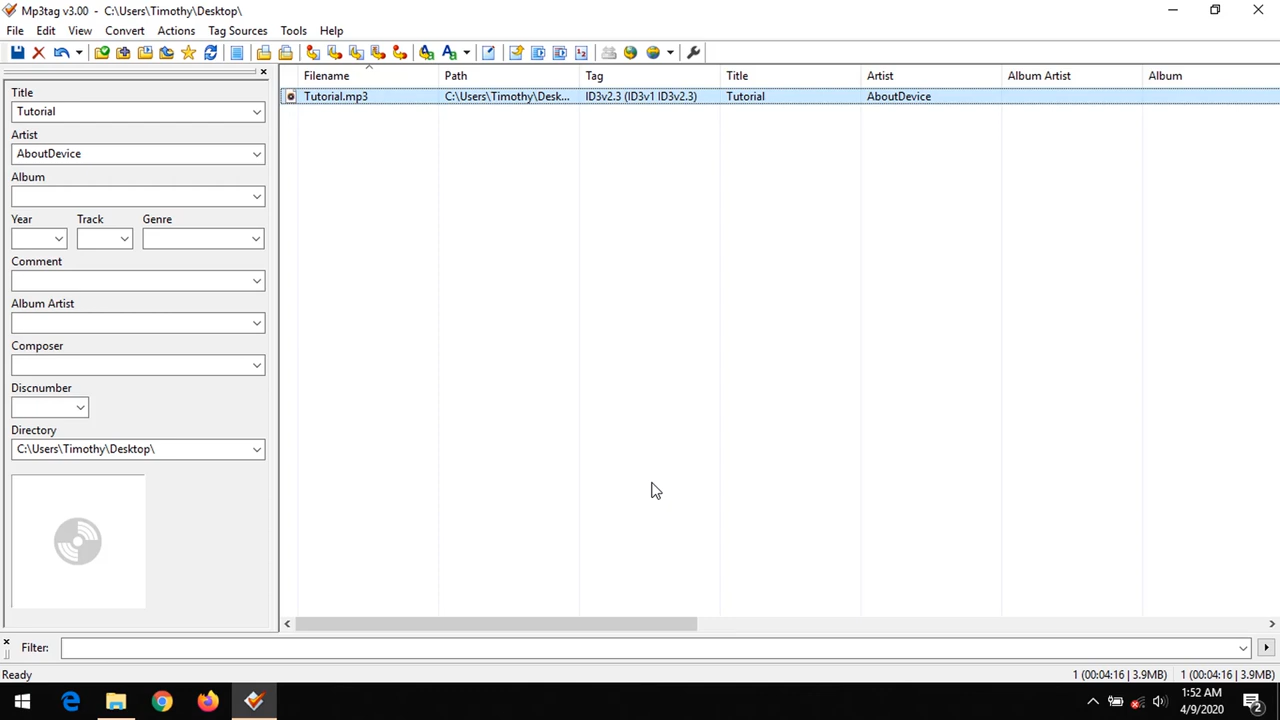 Mp3tag v3.00 - C:\Users\Timothy\Desktop\
File Edit View Convert Actions Tag Sources Tools Help
Filename Path Tag Title Artist Album Artist Album
Tutorial.mp3 C:\Users\Timothy\Desk... ID3v2.3 (ID3v1 ID3v2.3) Tutorial AboutDevice
Title
Tutorial
Artist
AboutDevice
Album
Year Track Genre
Comment
Album Artist
Composer
Discnumber
Directory
C:\Users\Timothy\Desktop\
Filter:
Ready 1 (00:04:16 | 3.9MB) 1 (00:04:16 | 3.9MB)
1:52 AM
4/9/2020
2